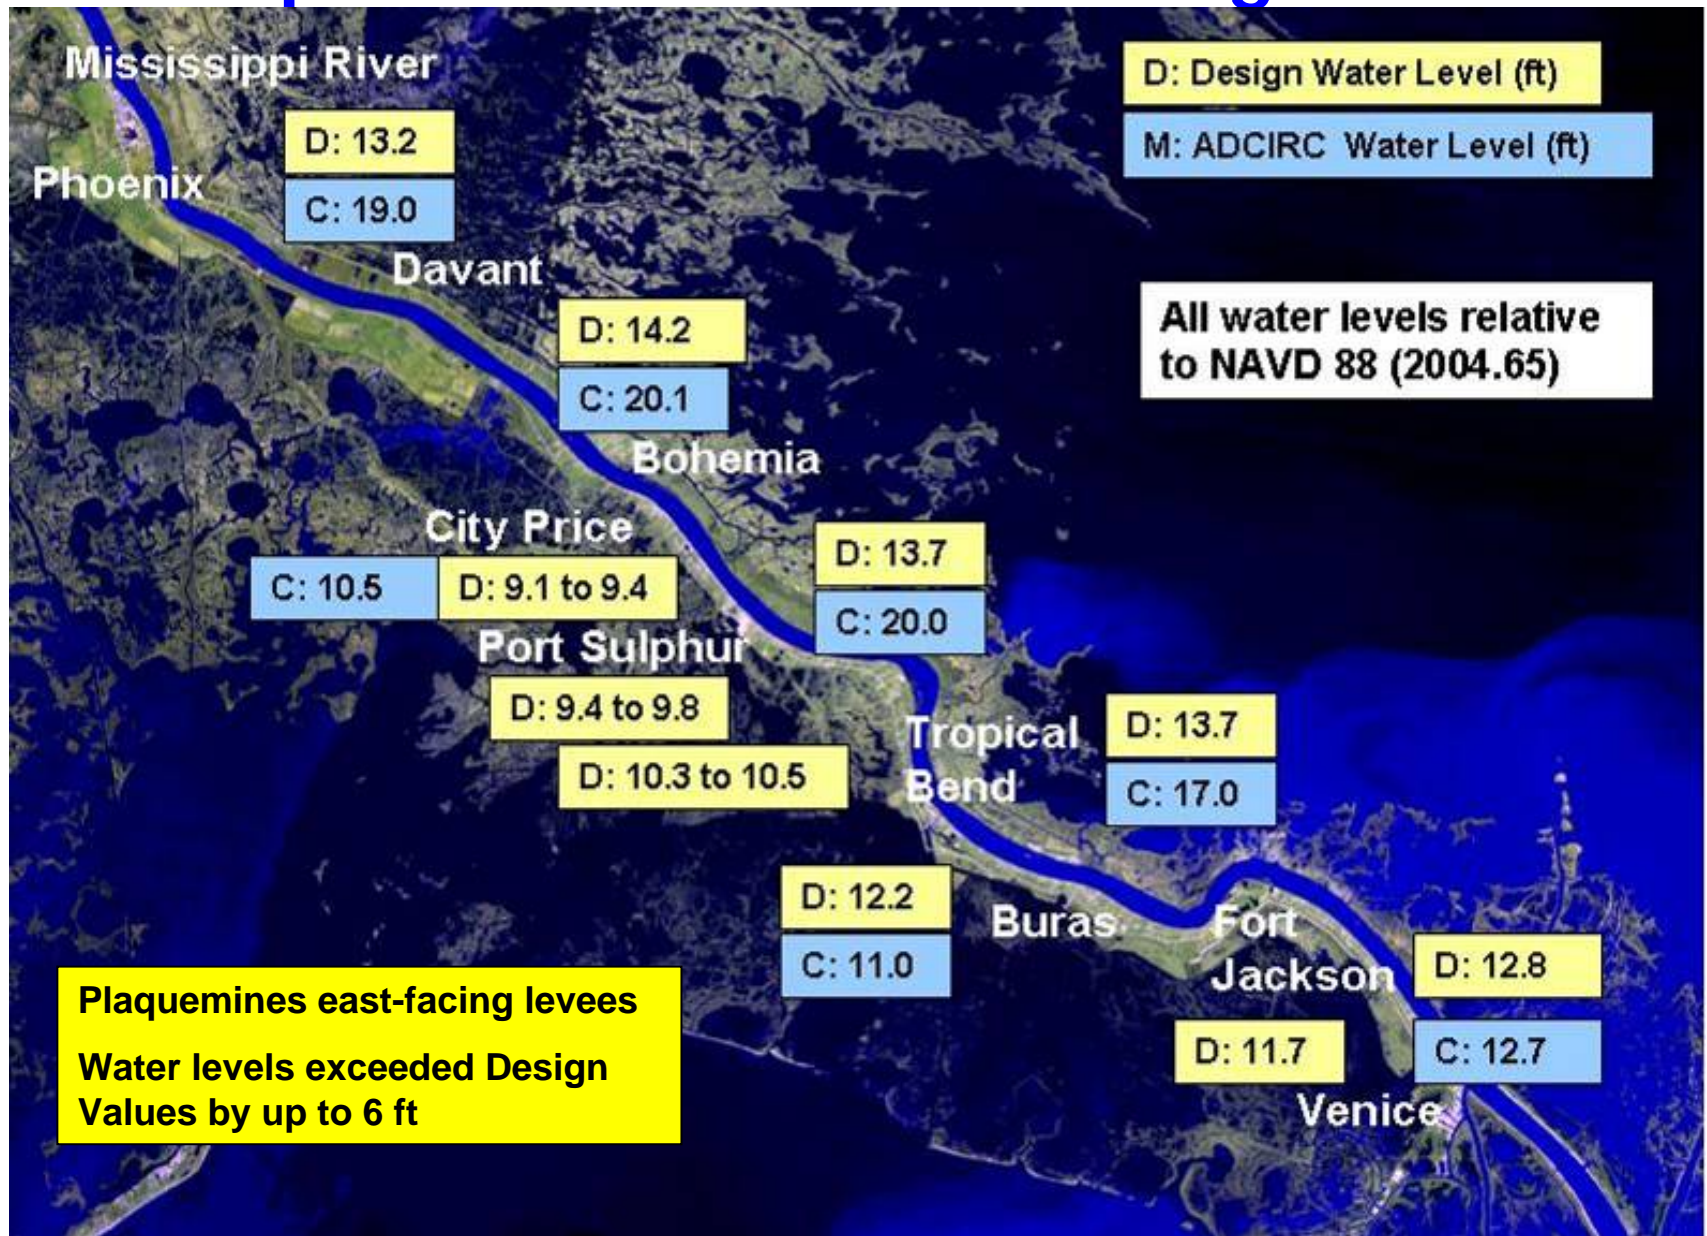 Mississippi River
D: Design Water Level (ft)
M: ADCIRC Water Level (ft)
D: 13.2
Phoenix
C: 19.0
Davant
All water levels relative
to NAVD 88 (2004.65)
D: 14.2
C: 20.1
Bohemia
City Price
C: 10.5
D: 9.1 to 9.4
D: 13.7
C: 20.0
Port Sulphur
D: 9.4 to 9.8
D: 10.3 to 10.5
Tropical
Bend
D: 13.7
C: 17.0
D: 12.2
C: 11.0
Buras
Fort
Jackson
D: 12.8
C: 12.7
D: 11.7
Venice
Plaquemines east-facing levees
Water levels exceeded Design
Values by up to 6 ft